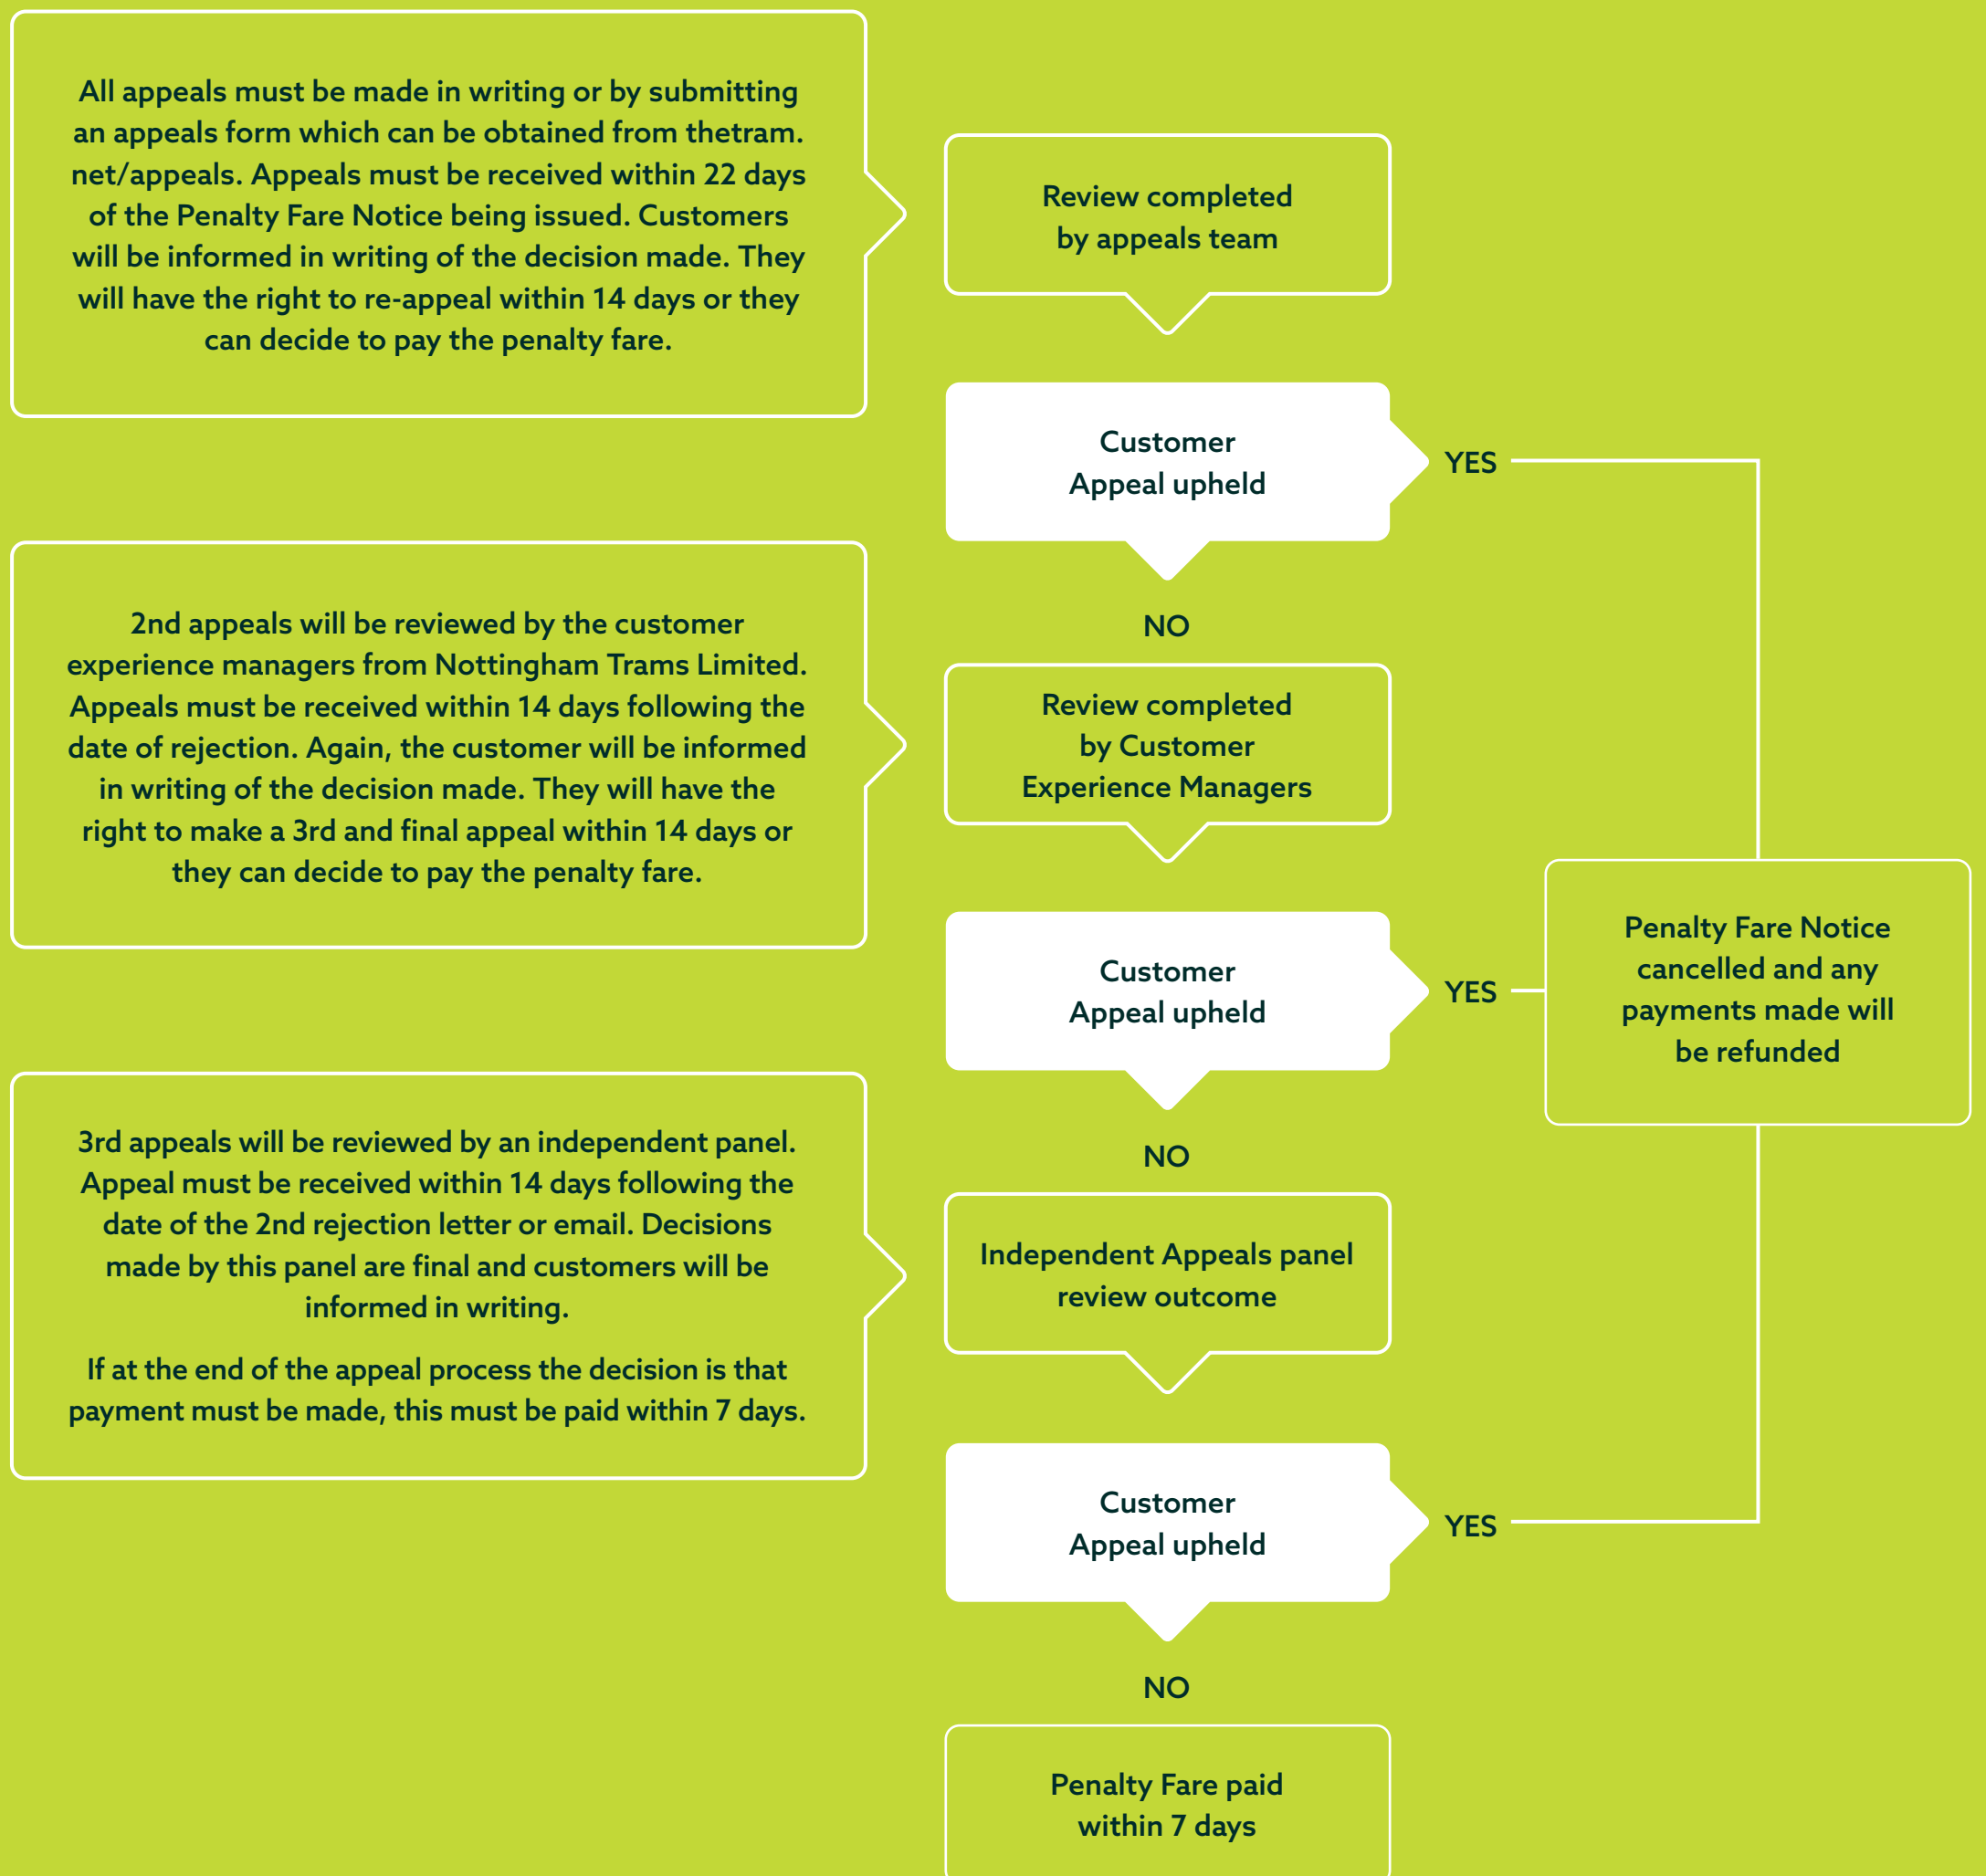 All appeals must be made in writing or by submitting
an appeals form which can be obtained from thetram.
net/appeals. Appeals must be received within 22 days
of the Penalty Fare Notice being issued. Customers
will be informed in writing of the decision made. They
will have the right to re-appeal within 14 days or they
can decide to pay the penalty fare.
Review completed
by appeals team
Customer
Appeal upheld
YES
NO
2nd appeals will be reviewed by the customer
experience managers from Nottingham Trams Limited.
Appeals must be received within 14 days following the
date of rejection. Again, the customer will be informed
in writing of the decision made. They will have the
right to make a 3rd and final appeal within 14 days or
they can decide to pay the penalty fare.
Review completed
by Customer
Experience Managers
Customer
Appeal upheld
YES
Penalty Fare Notice
cancelled and any
payments made will
be refunded
NO
3rd appeals will be reviewed by an independent panel.
Appeal must be received within 14 days following the
date of the 2nd rejection letter or email. Decisions
made by this panel are final and customers will be
informed in writing.
If at the end of the appeal process the decision is that
payment must be made, this must be paid within 7 days.
Independent Appeals panel
review outcome
Customer
Appeal upheld
YES
NO
Penalty Fare paid
within 7 days